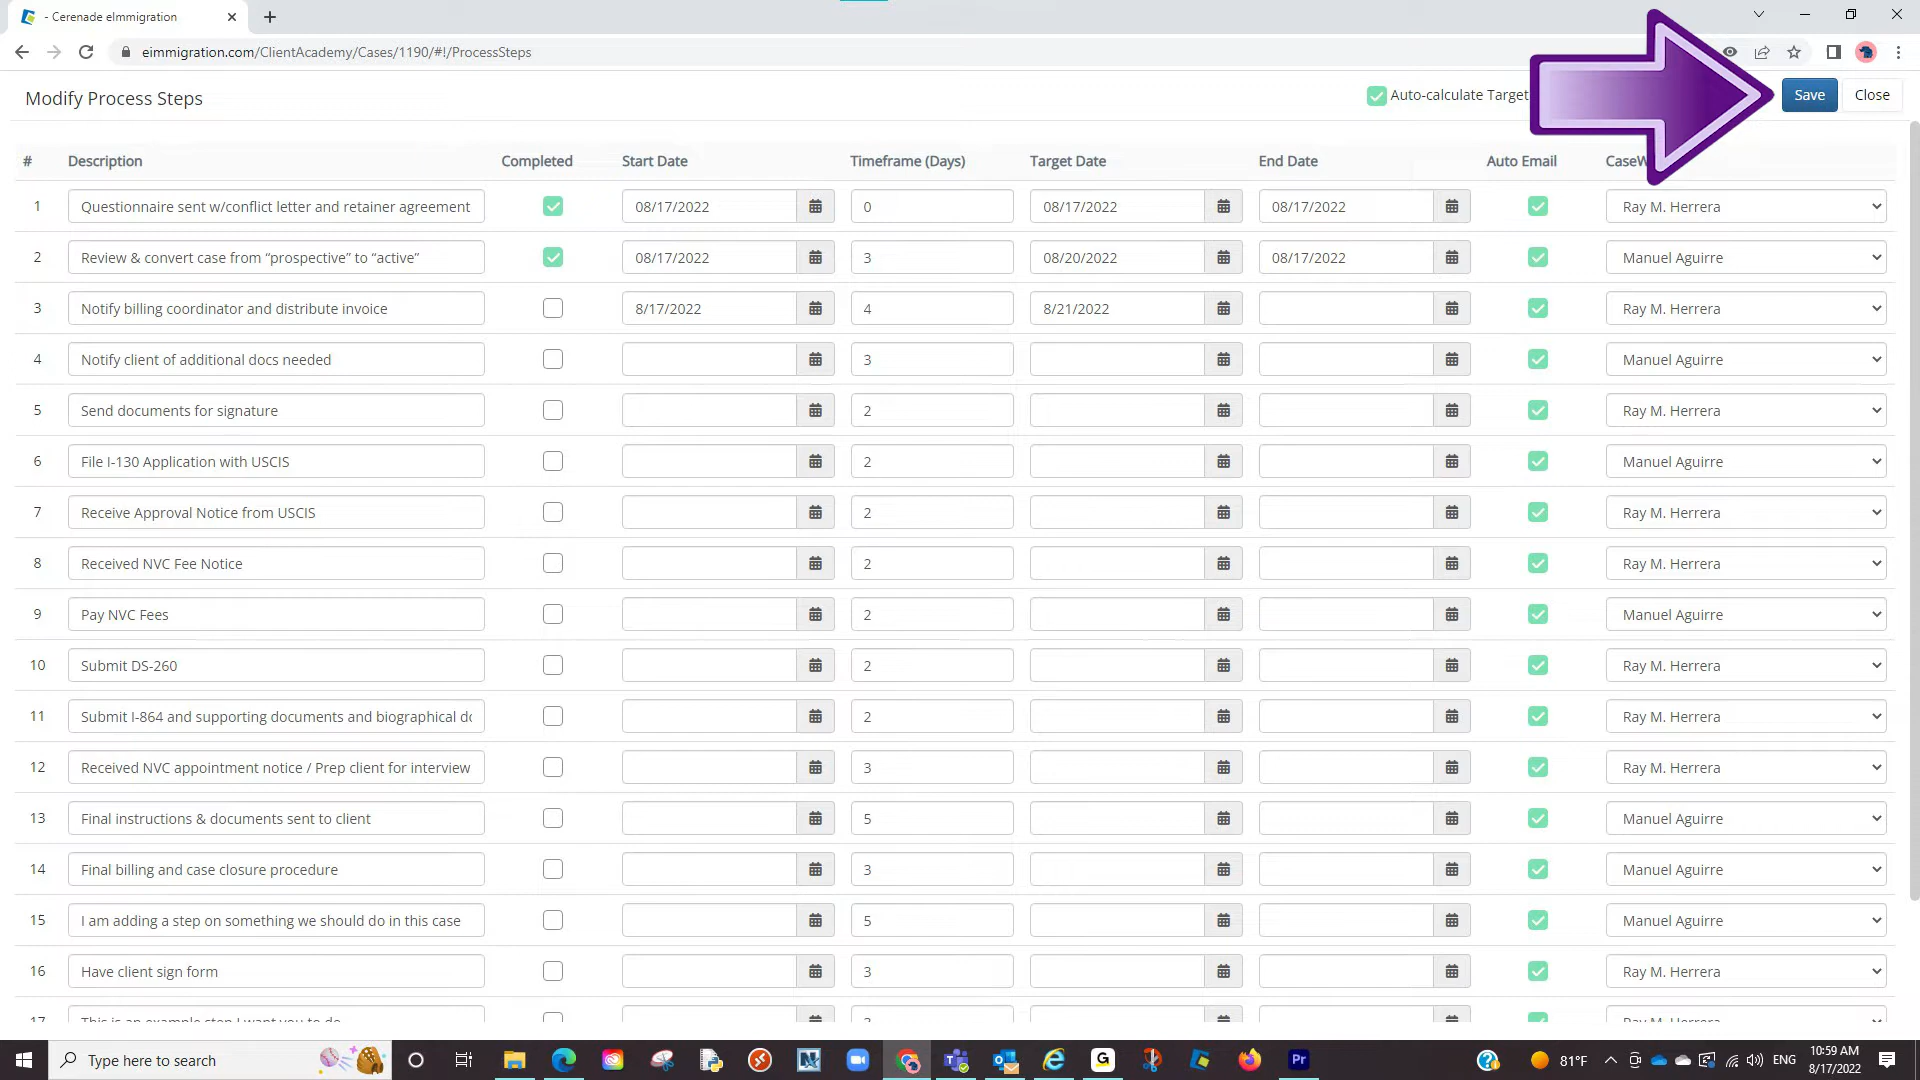 - Cerenade eImmigration
eimmigration.com/ClientAcademy/Cases/1190/#!/ProcessSteps
Modify Process Steps
Auto-calculate Target
Save
Close
# Description Completed Start Date Timeframe (Days) Target Date End Date Auto Email
1 Questionnaire sent w/conflict letter and retainer agreement 08/17/2022 0 08/17/2022 08/17/2022 Ray M. Herrera
2 Review & convert case from “prospective” to “active” 08/17/2022 3 08/20/2022 08/17/2022 Manuel Aguirre
3 Notify billing coordinator and distribute invoice 8/17/2022 4 8/21/2022 Ray M. Herrera
4 Notify client of additional docs needed 3 Manuel Aguirre
5 Send documents for signature 2 Ray M. Herrera
6 File I-130 Application with USCIS 2 Manuel Aguirre
7 Receive Approval Notice from USCIS 2 Ray M. Herrera
8 Received NVC Fee Notice 2 Ray M. Herrera
9 Pay NVC Fees 2 Manuel Aguirre
10 Submit DS-260 2 Ray M. Herrera
11 Submit I-864 and supporting documents and biographical 2 Ray M. Herrera
12 Received NVC appointment notice / Prep client for interview 3 Ray M. Herrera
13 Final instructions & documents sent to client 5 Manuel Aguirre
14 Final billing and case closure procedure 3 Manuel Aguirre
15 I am adding a step on something we should do in this case 5 Manuel Aguirre
16 Have client sign form 3 Ray M. Herrera
17 This is an example step I want you to do Ray M. Herrera
Type here to search
G
Pr
81°F
ENG
10:59 AM
8/17/2022